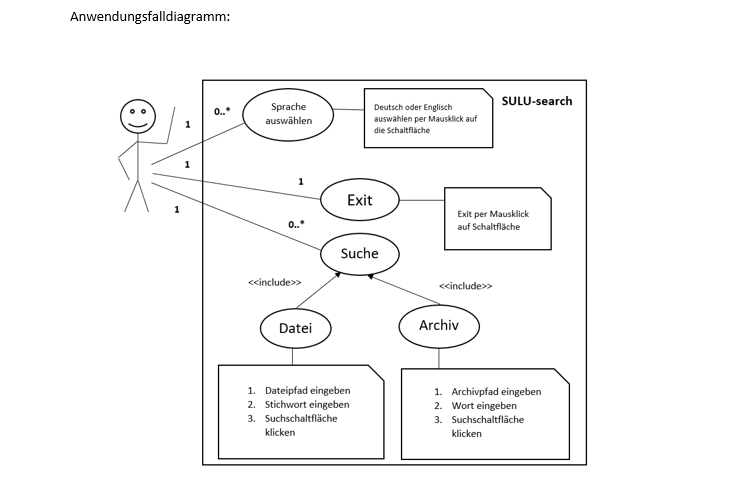 Anwendungsfalldiagramm:
SULU-search
0..*
1
Sprache
auswählen
Deutsch oder Englisch
auswählen per Mausklick auf
die Schaltfläche
1
1
Exit
Exit per Mausklick
auf Schaltfläche
1
0..*
Suche
<<include>>
<<include>>
Datei
Archiv
1. Dateipfad eingeben
2. Stichwort eingeben
3. Suchschaltfläche
klicken
1. Archivpfad eingeben
2. Wort eingeben
3. Suchschaltfläche
klicken